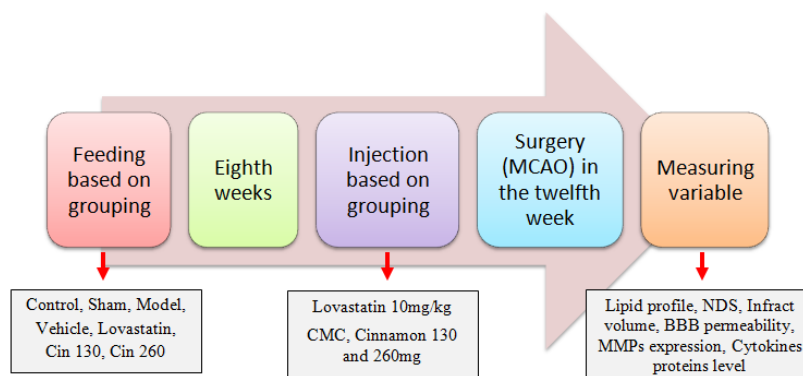 Feeding
based on
grouping
Eighth
weeks
Injection
based on
grouping
Surgery
(MCAO) in
the twelfth
week
Measuring
variable
Control, Sham, Model,
Vehicle, Lovastatin,
Cin 130, Cin 260
Lovastatin 10mg/kg
CMC, Cinnamon 130
and 260mg
Lipid profile, NDS, Infract
volume, BBB permeability,
MMPs expression, Cytokines
proteins level